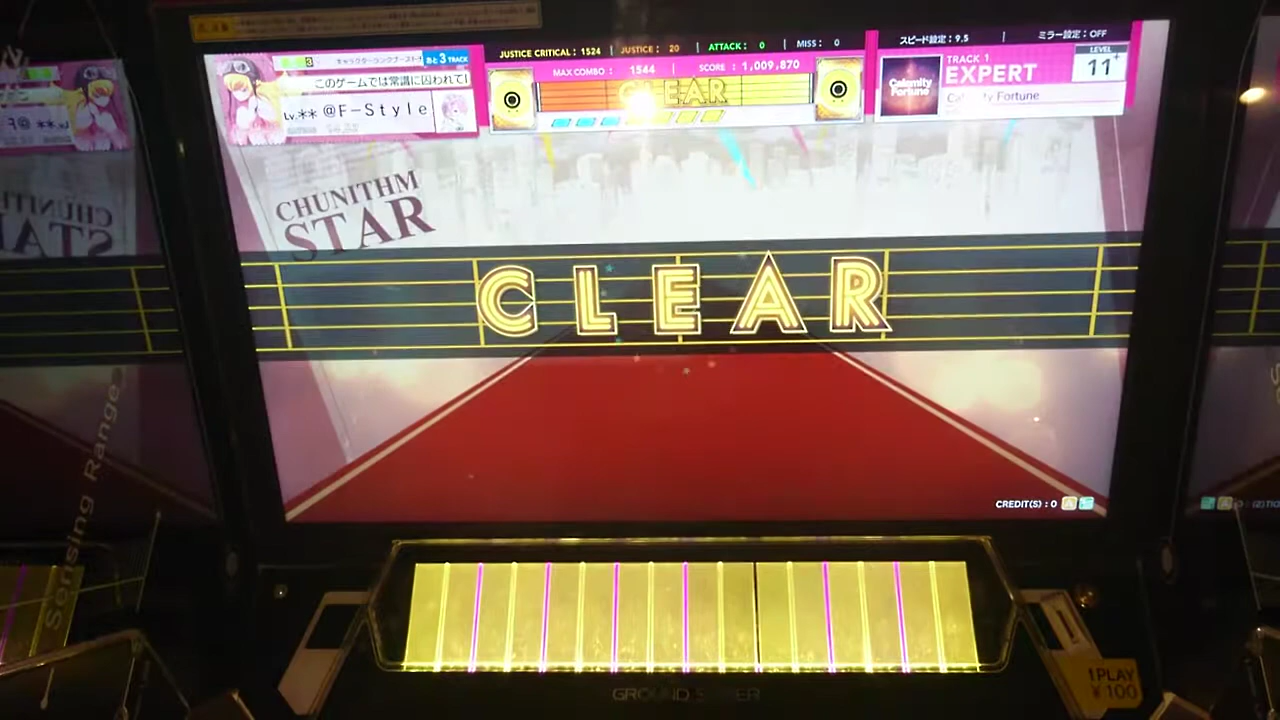 JUSTICE CRITICAL : 1524 | JUSTICE : 20 | ATTACK : 0 | MISS : 0
スピード設定 : 9.5 | ミラー設定 : OFF
3
あと 3 TRACK
MAX COMBO : 1544 SCORE : 1,009,870
TRACK 1
EXPERT
LEVEL
11+
このゲームでは常識に囚われて
Lv.** @F-Style
CLEAR
Calamity Fortune
Calamity Fortune
CHUNITHM
STAR
CLEAR
CREDIT(S) : 0
Sensing Range
1PLAY
¥100